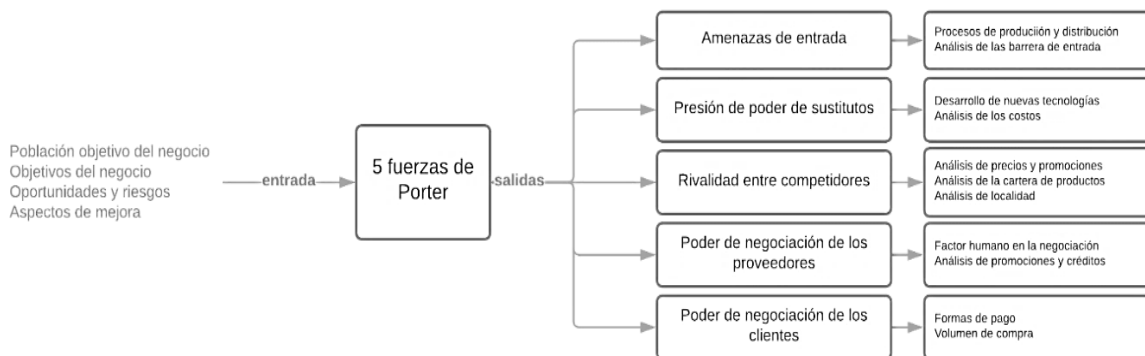 Población objetivo del negocio
Objetivos del negocio
Oportunidades y riesgos
Aspectos de mejora
entrada
5 fuerzas de
Porter
salidas
Amenazas de entrada
Procesos de produciión y distribución
Análisis de las barrera de entrada
Presión de poder de sustitutos
Desarrollo de nuevas tecnologías
Análisis de los costos
Rivalidad entre competidores
Análisis de precios y promociones
Análisis de la cartera de productos
Análisis de localidad
Poder de negociación de los
proveedores
Factor humano en la negociación
Análisis de promociones y créditos
Poder de negociación de los
clientes
Formas de pago
Volumen de compra